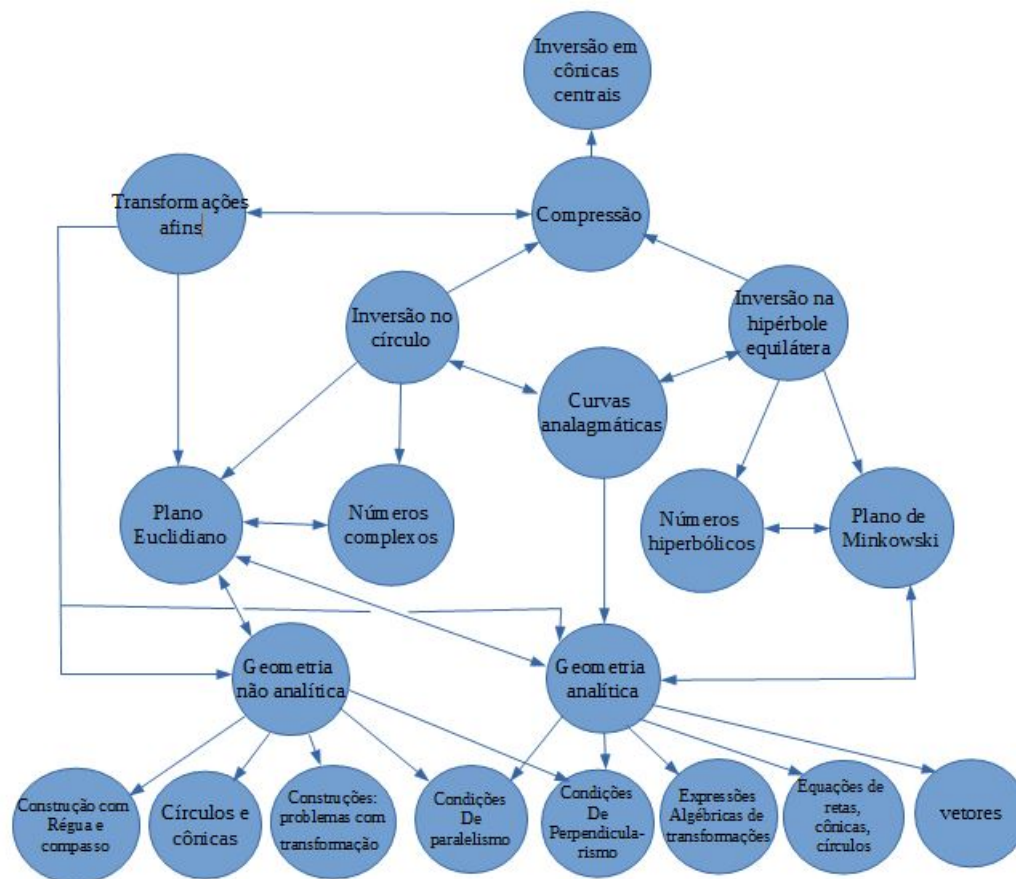 Inversão em
cônicas
centrais
Transformações
afins
Compressão
Inversão no
círculo
Inversão na
hipérbole
equilátera
Curvas
analagmáticas
Plano
Euclidiano
Números
complexos
Números
hiperbólicos
Plano de
Minkowski
Geometria
não analítica
Geometria
analítica
Construção com
Régua e
compasso
Círculos e
cônicas
Construções:
problemas com
transformação
Condições
De
paralelismo
Condições
De
Perpendicula-
rismo
Expressões
Algébricas de
transformações
Equações de
retas,
cônicas,
círculos
vetores